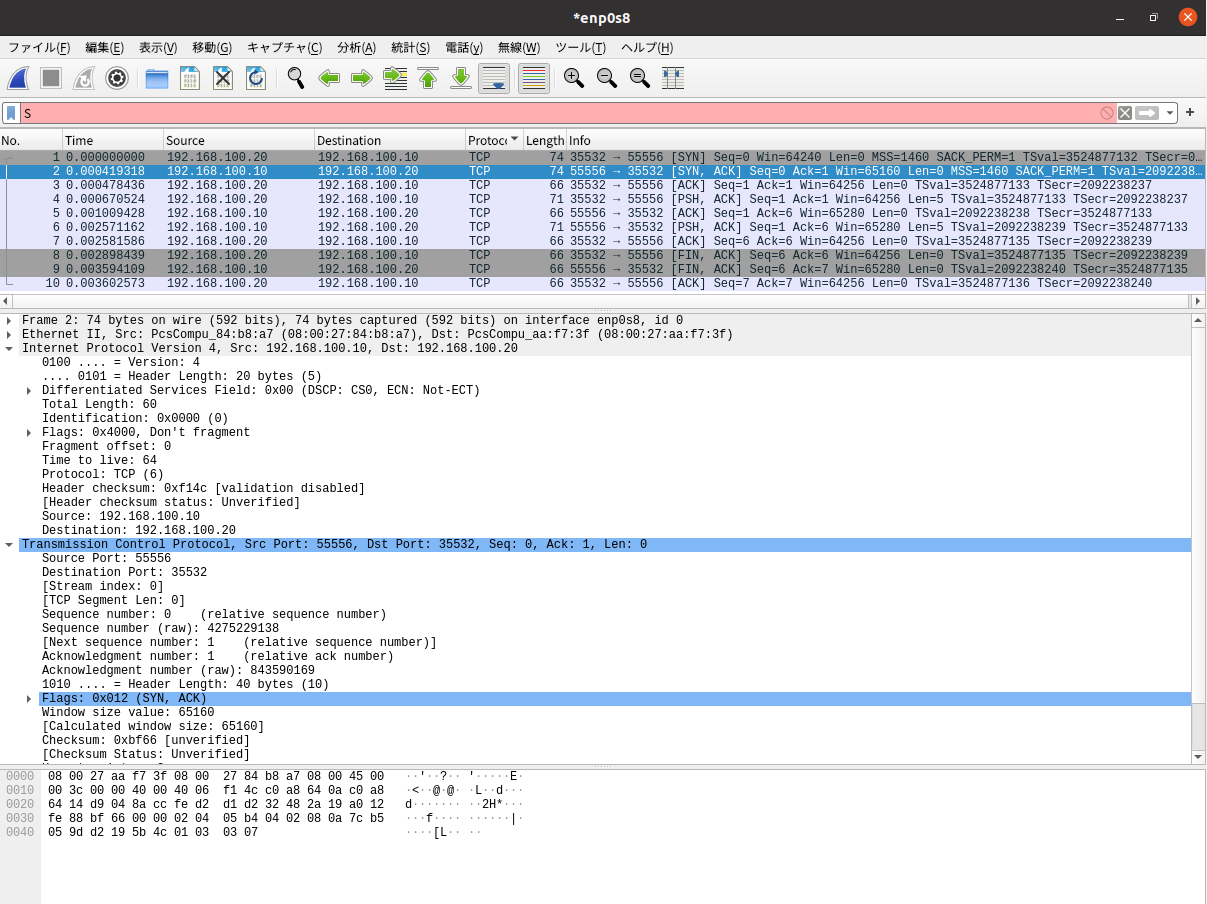 *enp0s8
ファイル(F) 編集(E) 表示(V) 移動(G) キャプチャ(C) 分析(A) 統計(S) 電話(y) 無線(W) ツール(T) ヘルプ(H)
S
No. Time Source Destination Protoc Length Info
1 0.000000000 192.168.100.20 192.168.100.10 TCP 74 35532 → 55556 [SYN] Seq=0 Win=64240 Len=0 MSS=1460 SACK_PERM=1 TSval=3524877132 TSecr=0…
2 0.000419318 192.168.100.10 192.168.100.20 TCP 74 55556 → 35532 [SYN, ACK] Seq=0 Ack=1 Win=65160 Len=0 MSS=1460 SACK_PERM=1 TSval=2092238…
3 0.000478436 192.168.100.20 192.168.100.10 TCP 66 35532 → 55556 [ACK] Seq=1 Ack=1 Win=64256 Len=0 TSval=3524877133 TSecr=2092238237
4 0.000670524 192.168.100.20 192.168.100.10 TCP 71 35532 → 55556 [PSH, ACK] Seq=1 Ack=1 Win=64256 Len=5 TSval=3524877133 TSecr=2092238237
5 0.001009428 192.168.100.10 192.168.100.20 TCP 66 55556 → 35532 [ACK] Seq=1 Ack=6 Win=65280 Len=0 TSval=2092238238 TSecr=3524877133
6 0.002571162 192.168.100.10 192.168.100.20 TCP 71 55556 → 35532 [PSH, ACK] Seq=1 Ack=6 Win=65280 Len=5 TSval=2092238239 TSecr=3524877133
7 0.002581586 192.168.100.20 192.168.100.10 TCP 66 35532 → 55556 [ACK] Seq=6 Ack=6 Win=64256 Len=0 TSval=3524877135 TSecr=2092238239
8 0.002898439 192.168.100.20 192.168.100.10 TCP 66 35532 → 55556 [FIN, ACK] Seq=6 Ack=6 Win=64256 Len=0 TSval=3524877135 TSecr=2092238239
9 0.003594109 192.168.100.10 192.168.100.20 TCP 66 55556 → 35532 [FIN, ACK] Seq=6 Ack=7 Win=65280 Len=0 TSval=2092238240 TSecr=3524877135
10 0.003602573 192.168.100.20 192.168.100.10 TCP 66 35532 → 55556 [ACK] Seq=7 Ack=7 Win=64256 Len=0 TSval=3524877136 TSecr=2092238240
Frame 2: 74 bytes on wire (592 bits), 74 bytes captured (592 bits) on interface enp0s8, id 0
Ethernet II, Src: PcsCompu_84:b8:a7 (08:00:27:84:b8:a7), Dst: PcsCompu_aa:f7:3f (08:00:27:aa:f7:3f)
Internet Protocol Version 4, Src: 192.168.100.10, Dst: 192.168.100.20
0100 .... = Version: 4
.... 0101 = Header Length: 20 bytes (5)
Differentiated Services Field: 0x00 (DSCP: CS0, ECN: Not-ECT)
Total Length: 60
Identification: 0x0000 (0)
Flags: 0x4000, Don't fragment
Fragment offset: 0
Time to live: 64
Protocol: TCP (6)
Header checksum: 0xf14c [validation disabled]
[Header checksum status: Unverified]
Source: 192.168.100.10
Destination: 192.168.100.20
Transmission Control Protocol, Src Port: 55556, Dst Port: 35532, Seq: 0, Ack: 1, Len: 0
Source Port: 55556
Destination Port: 35532
[Stream index: 0]
[TCP Segment Len: 0]
Sequence number: 0 (relative sequence number)
Sequence number (raw): 4275229138
[Next sequence number: 1 (relative sequence number)]
Acknowledgment number: 1 (relative ack number)
Acknowledgment number (raw): 843590169
1010 .... = Header Length: 40 bytes (10)
Flags: 0x012 (SYN, ACK)
Window size value: 65160
[Calculated window size: 65160]
Checksum: 0xbf66 [unverified]
[Checksum Status: Unverified]
0000 08 00 27 aa f7 3f 08 00 27 84 b8 a7 08 00 45 00 ··'··?·· '·····E·
0010 00 3c 00 00 40 00 40 06 f1 4c c0 a8 64 0a c0 a8 ·<··@·@· ·L··d···
0020 64 14 d9 04 8a cc fe d2 d1 d2 32 48 2a 19 a0 12 d······· ··2H*···
0030 fe 88 bf 66 00 00 02 04 05 b4 04 02 08 0a 7c b5 ···f···· ······|·
0040 05 9d d2 19 5b 4c 01 03 03 07 ····[L·· ··